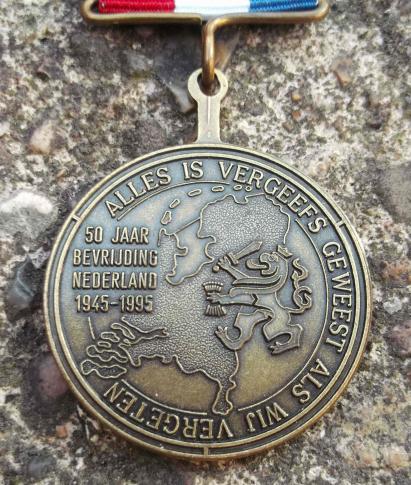 ALLES IS VERGEEFS GEWEEST ALS WIJ VERGETEN
50 JAAR
BEVRIJDING
NEDERLAND
1945-1995